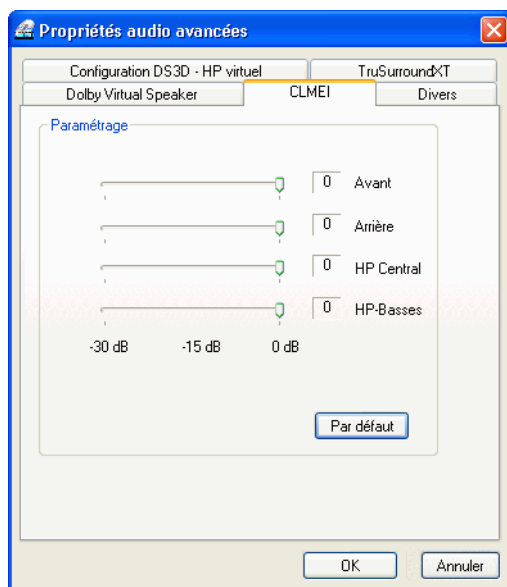 Propriétés audio avancées
Configuration DS3D - HP virtuel TruSurroundXT
Dolby Virtual Speaker CLMEI Divers
Paramétrage
0 Avant
0 Arrière
0 HP Central
0 HP-Basses
-30 dB -15 dB 0 dB
Par défaut
OK Annuler